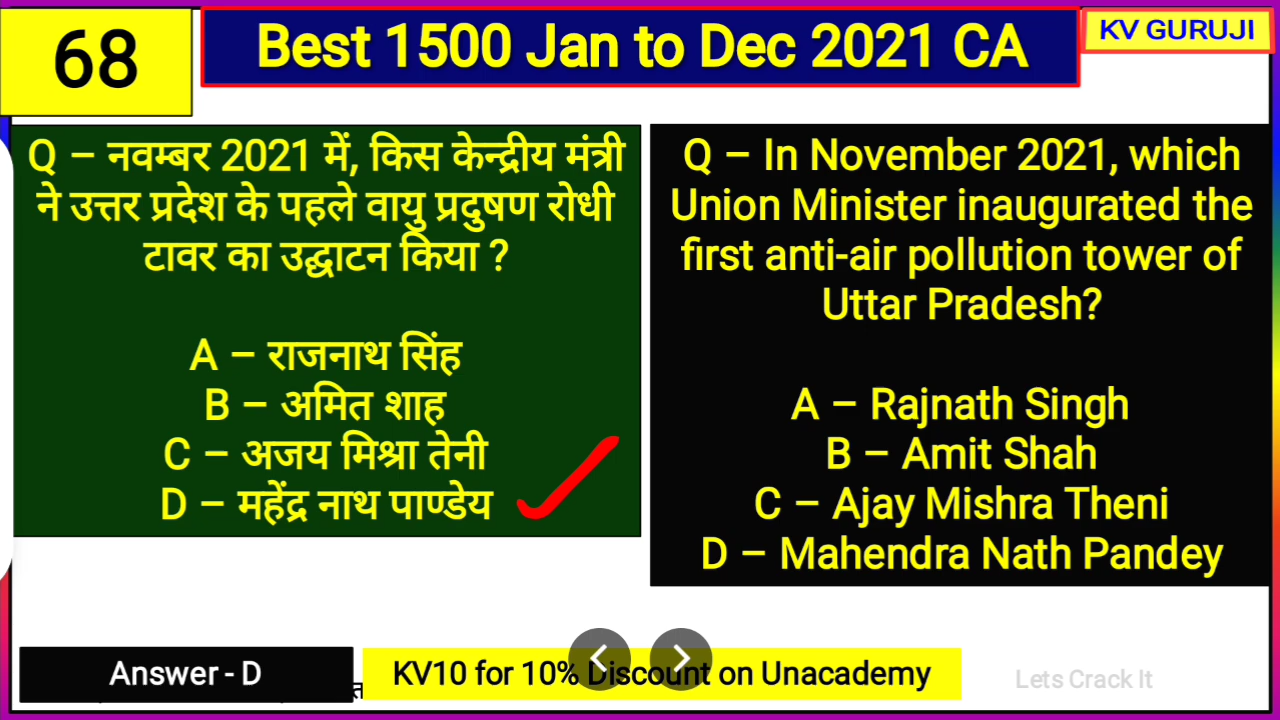 68
Best 1500 Jan to Dec 2021 CA
KV GURUJI
Q – नवम्बर 2021 में, किस केन्द्रीय मंत्री
ने उत्तर प्रदेश के पहले वायु प्रदुषण रोधी
टावर का उद्घाटन किया ?
A – राजनाथ सिंह
B – अमित शाह
C – अजय मिश्रा तेनी
D – महेंद्र नाथ पाण्डेय
Q – In November 2021, which
Union Minister inaugurated the
first anti-air pollution tower of
Uttar Pradesh?
A – Rajnath Singh
B – Amit Shah
C – Ajay Mishra Theni
D – Mahendra Nath Pandey
Answer - D
KV10 for 10% Discount on Unacademy
Lets Crack It